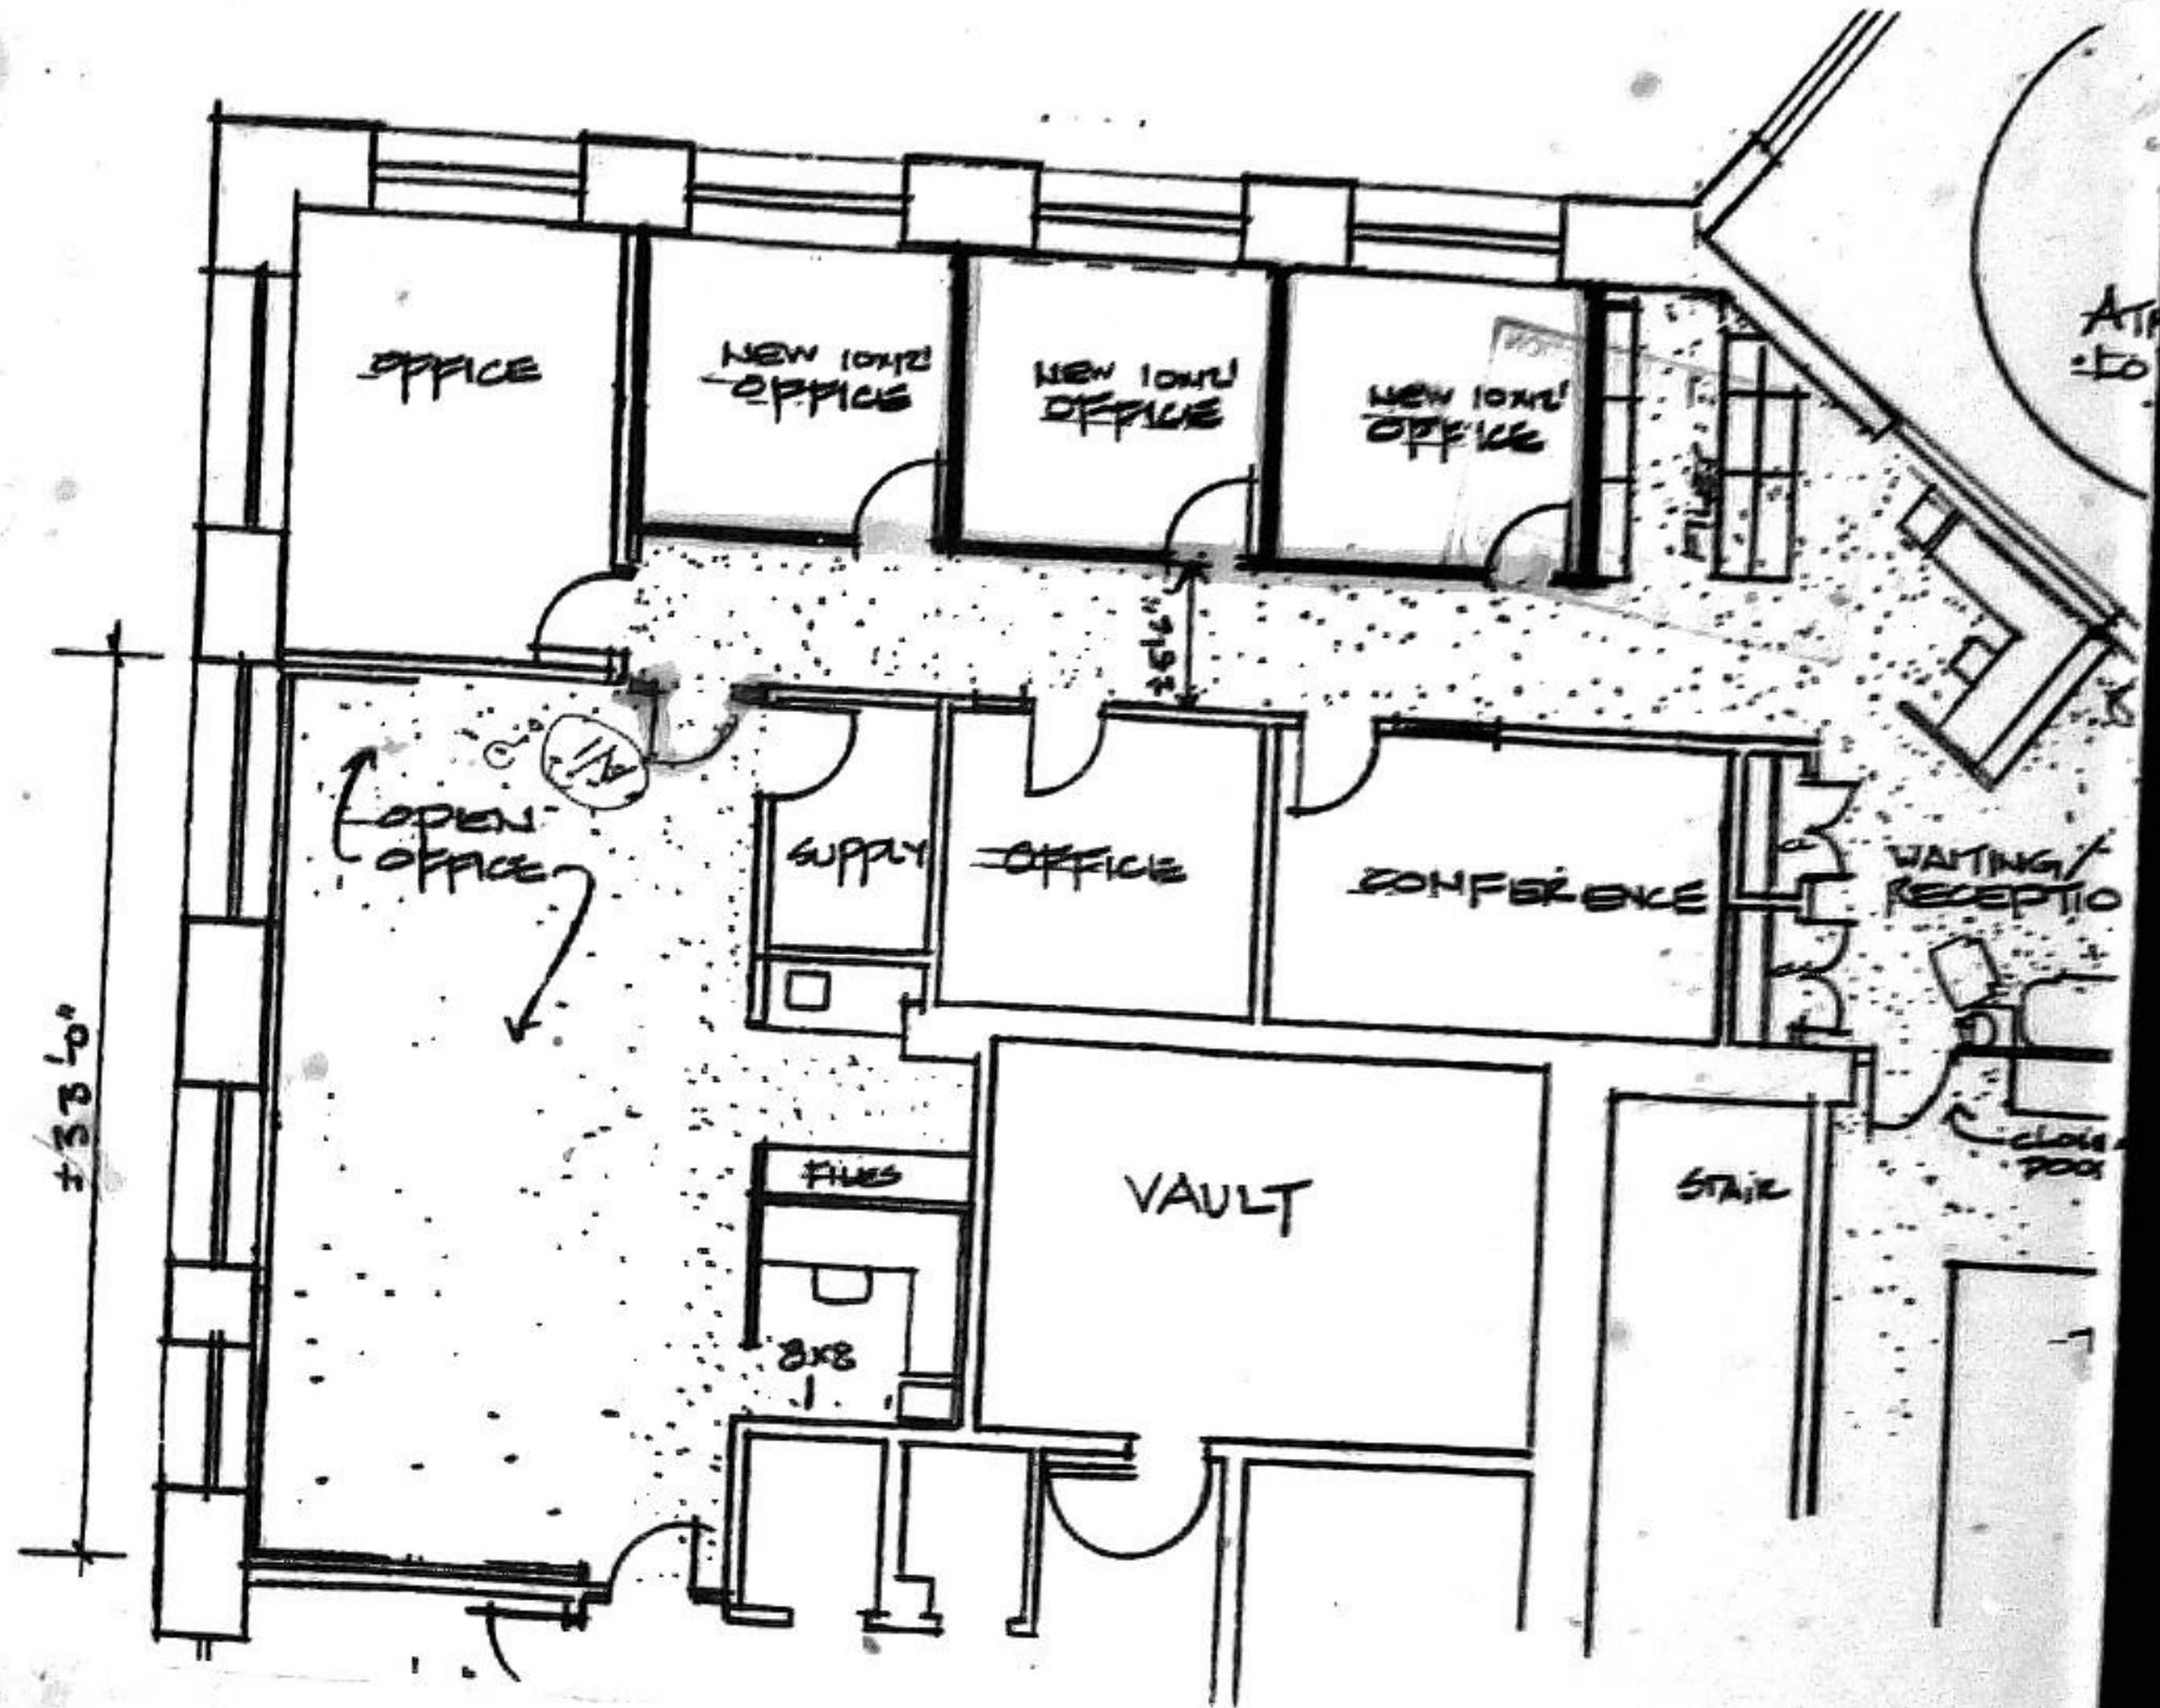 OFFICE
NEW 10x12'
OFFICE
NEW 10x12'
OFFICE
NEW 10x12'
OFFICE
FILES
OPEN
OFFICE
SUPPLY
OFFICE
CONFERENCE
WAITING/
RECEPTIO
±33'-0"
FILES
VAULT
STAIR
8x8